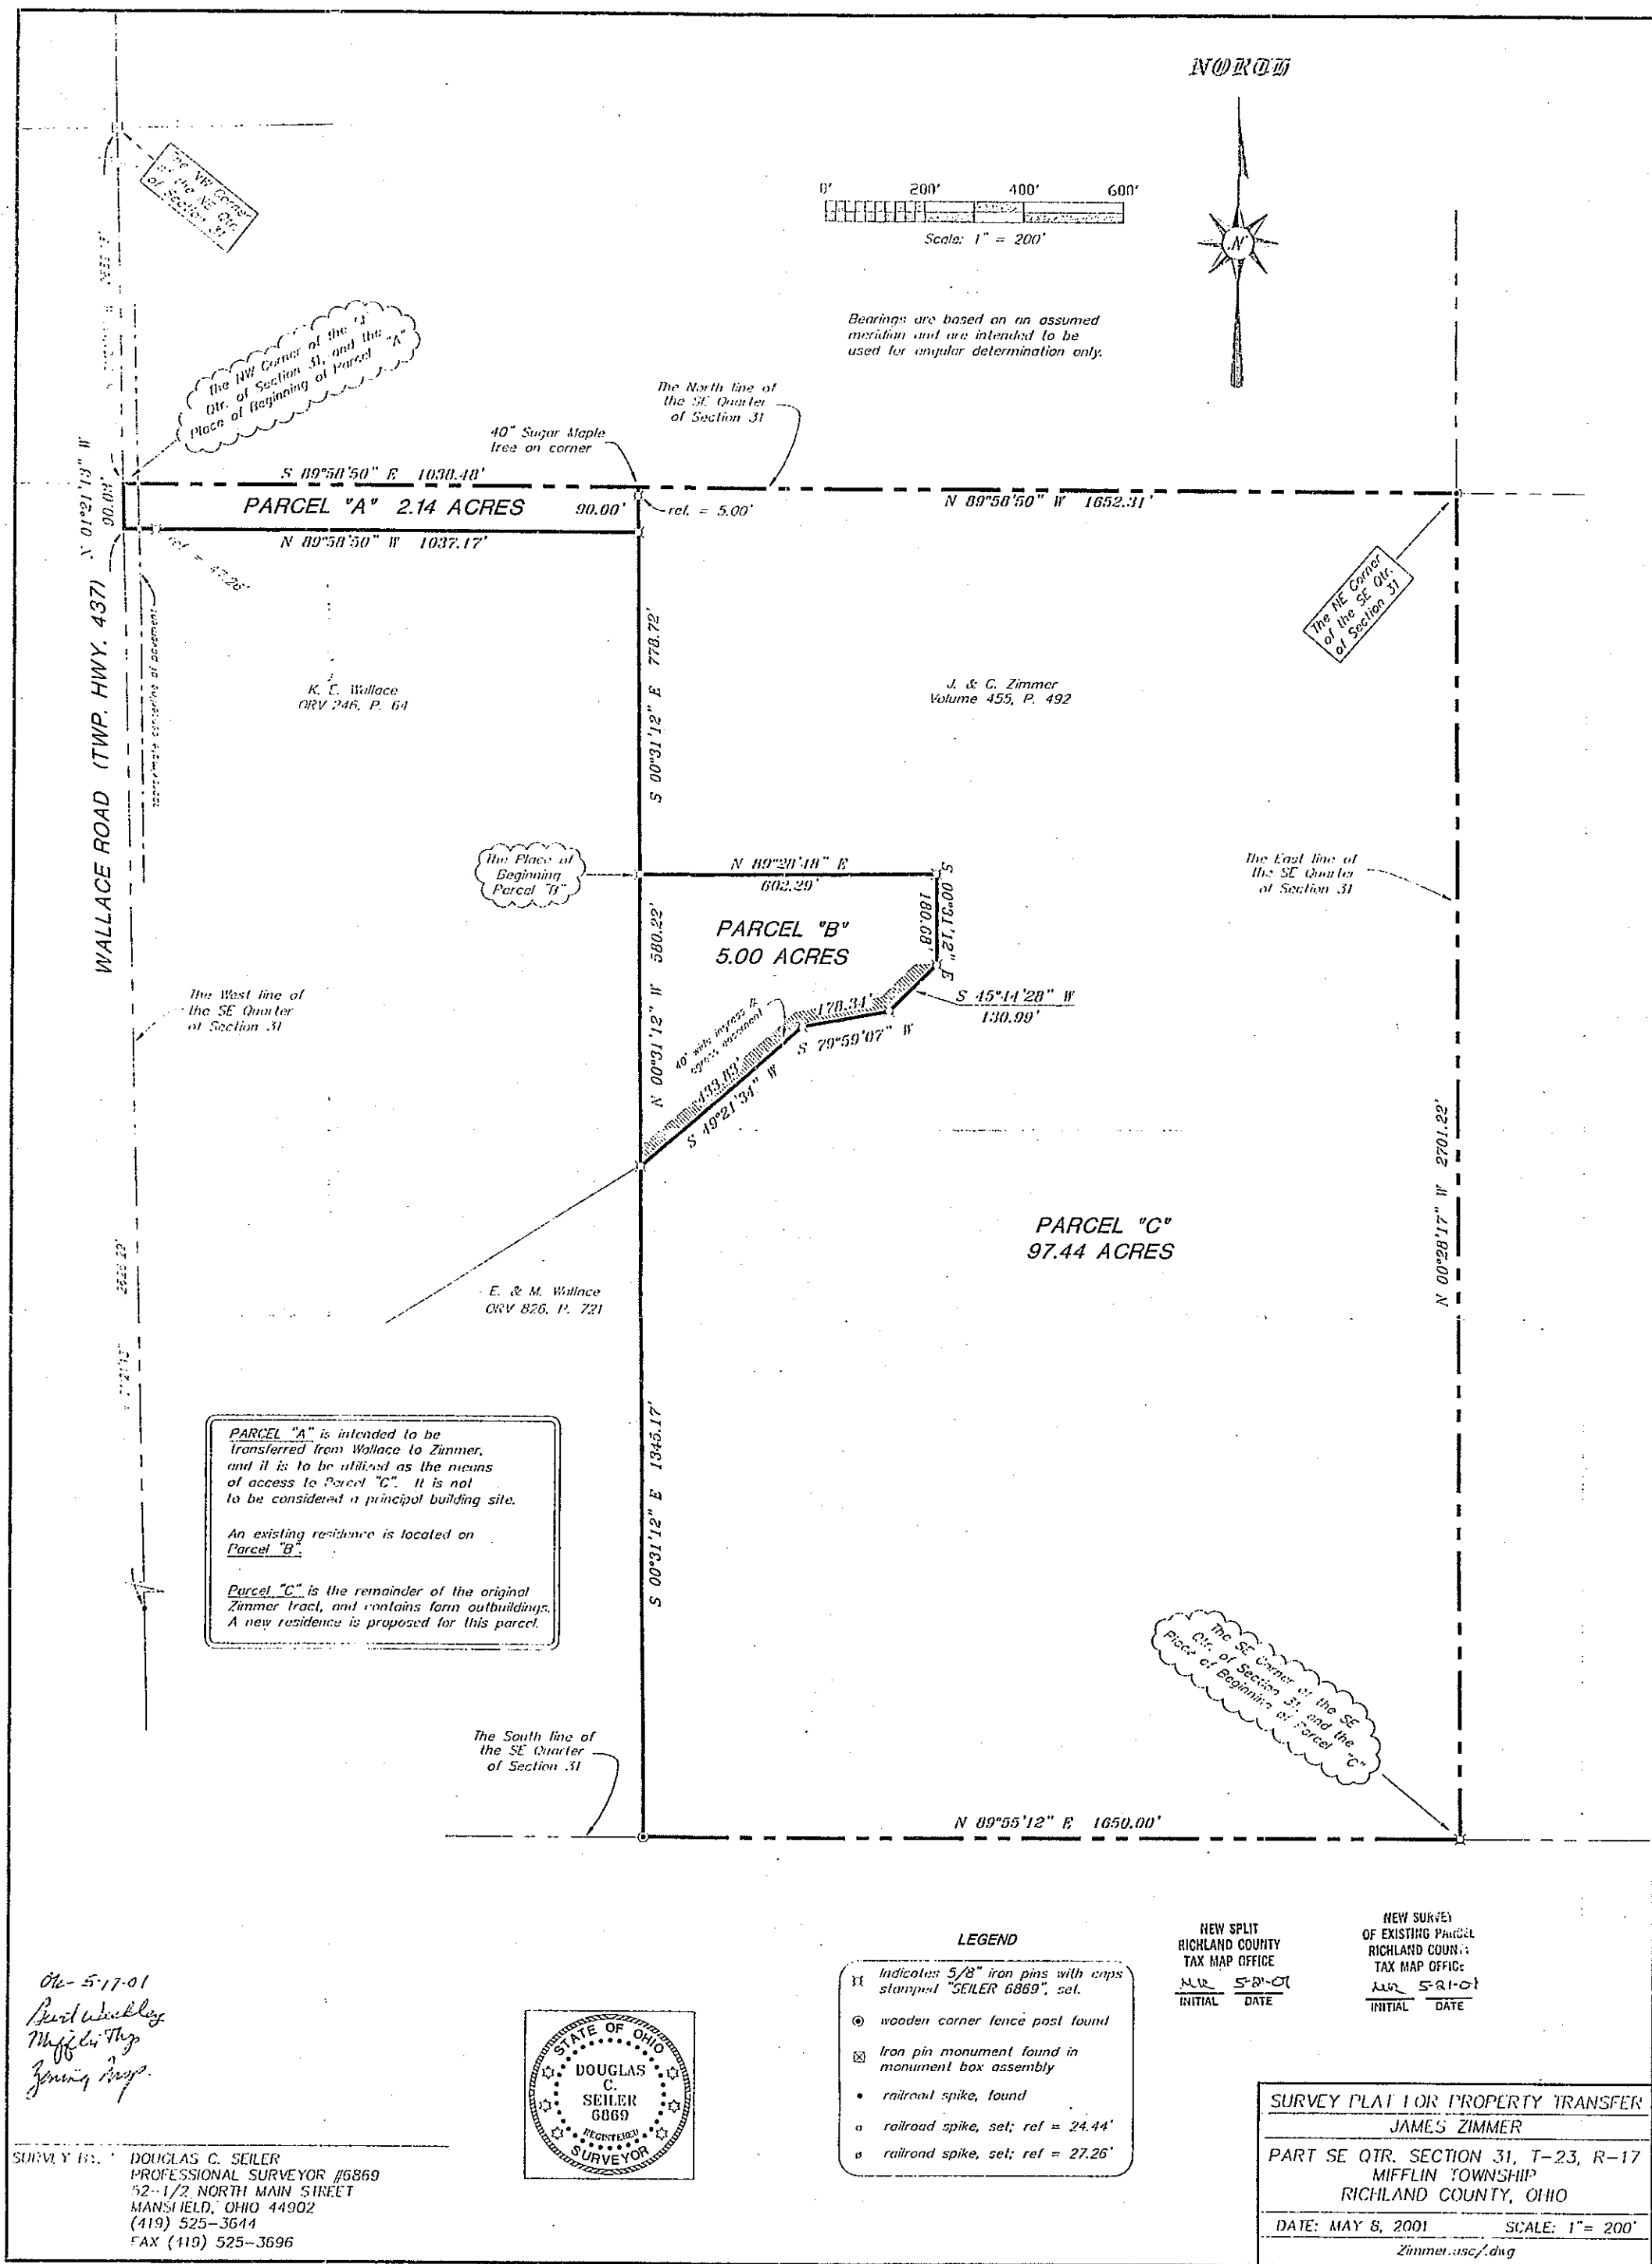 NORTH
0' 200' 400' 600'
Scale: 1" = 200'
The NW Corner
of the NE Qtr.
of Section 31
Bearings are based on an assumed
meridian and are intended to be
used for angular determination only.
The NW Corner of the
Qtr. of Section 31, and the
Place of Beginning of Parcel "A"
The North line of
the SE Quarter
of Section 31
40" Sugar Maple
tree on corner
S 89°58'50" E 1038.48'
N 89°58'50" W 1652.31'
N 01°21'13" W
90.03'
PARCEL "A" 2.14 ACRES
90.00'
ref. = 5.00'
N 89°58'50" W 1037.17'
ref. = 47.26'
The NE Corner
of the SE Qtr.
of Section 31
WALLACE ROAD (TWP. HWY. 437)
approximate centerline of pavement
S 00°31'12" E 778.72'
K. E. Wallace
ORV 246, P. 64
J. & C. Zimmer
Volume 455, P. 492
The Place of
Beginning
Parcel "B"
N 89°28'48" E
602.29'
S 00°31'12" E
180.68'
The East line of
the SE Quarter
of Section 31
PARCEL "B"
5.00 ACRES
N 00°31'12" W 580.22'
The West line of
the SE Quarter
of Section 31
S 45°44'28" W
130.99'
178.34'
S 79°59'07" W
40' wide ingress &
egress easement
433.83'
S 49°21'34" W
N 00°28'17" W 2701.22'
PARCEL "C"
97.44 ACRES
E. & M. Wallace
ORV 826, P. 721
S 00°31'12" E 1345.17'
PARCEL "A" is intended to be
transferred from Wallace to Zimmer,
and it is to be utilized as the means
of access to Parcel "C". It is not
to be considered a principal building site.
An existing residence is located on
Parcel "B".
Parcel "C" is the remainder of the original
Zimmer tract, and contains farm outbuildings.
A new residence is proposed for this parcel.
The SE Corner of the SE
Qtr. of Section 31, and the
Place of Beginning of Parcel "C"
The South line of
the SE Quarter
of Section 31
N 89°55'12" E 1650.00'
LEGEND
Indicates 5/8" iron pins with caps
stamped "SEILER 6869", set.
wooden corner fence post found
Iron pin monument found in
monument box assembly
railroad spike, found
railroad spike, set; ref = 24.44'
railroad spike, set; ref = 27.26'
NEW SPLIT
RICHLAND COUNTY
TAX MAP OFFICE
MR 5-21-01
INITIAL DATE
NEW SURVEY
OF EXISTING PARCEL
RICHLAND COUNTY
TAX MAP OFFICE
MR 5-21-01
INITIAL DATE
5-17-01
Mifflin Twp
Zoning Insp.
STATE OF OHIO
DOUGLAS
C.
SEILER
6869
REGISTERED
SURVEYOR
SURVEY BY:
DOUGLAS C. SEILER
PROFESSIONAL SURVEYOR #6869
52-1/2 NORTH MAIN STREET
MANSFIELD, OHIO 44902
(419) 525-3644
FAX (419) 525-3696
SURVEY PLAT FOR PROPERTY TRANSFER
JAMES ZIMMER
PART SE QTR. SECTION 31, T-23, R-17
MIFFLIN TOWNSHIP
RICHLAND COUNTY, OHIO
DATE: MAY 8, 2001 SCALE: 1"= 200'
Zimmer.asc/.dwg